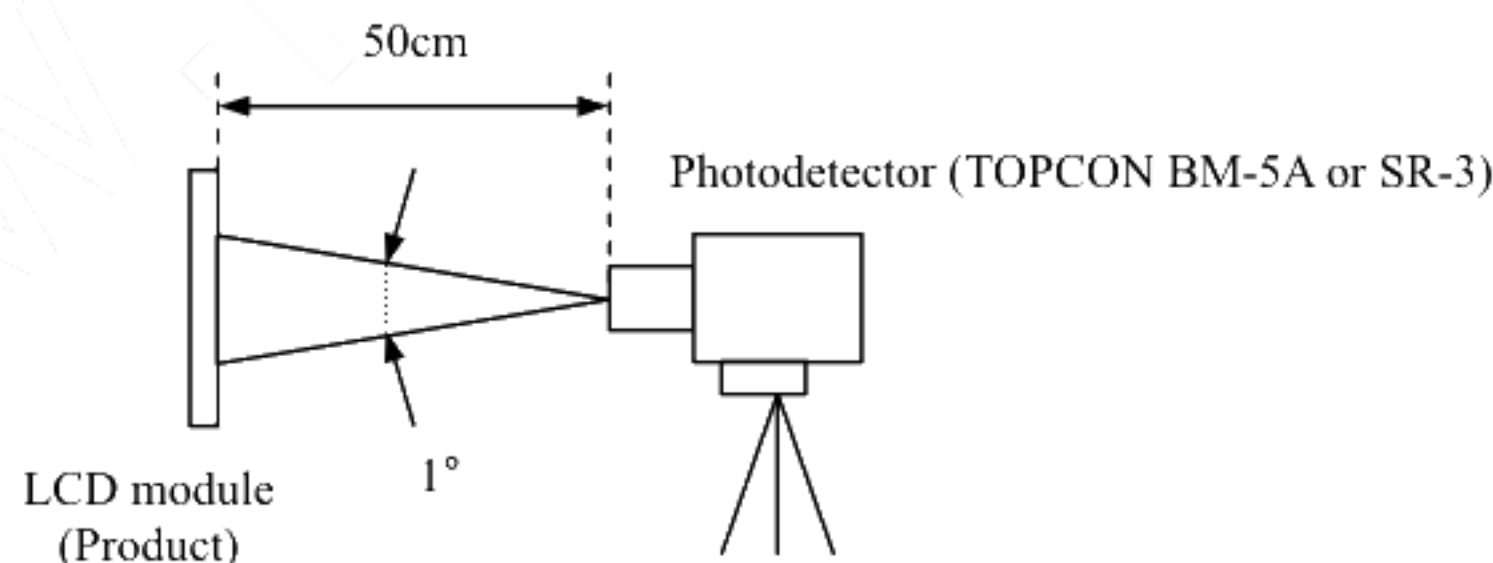 50cm
Photodetector (TOPCON BM-5A or SR-3)
1°
LCD module
(Product)